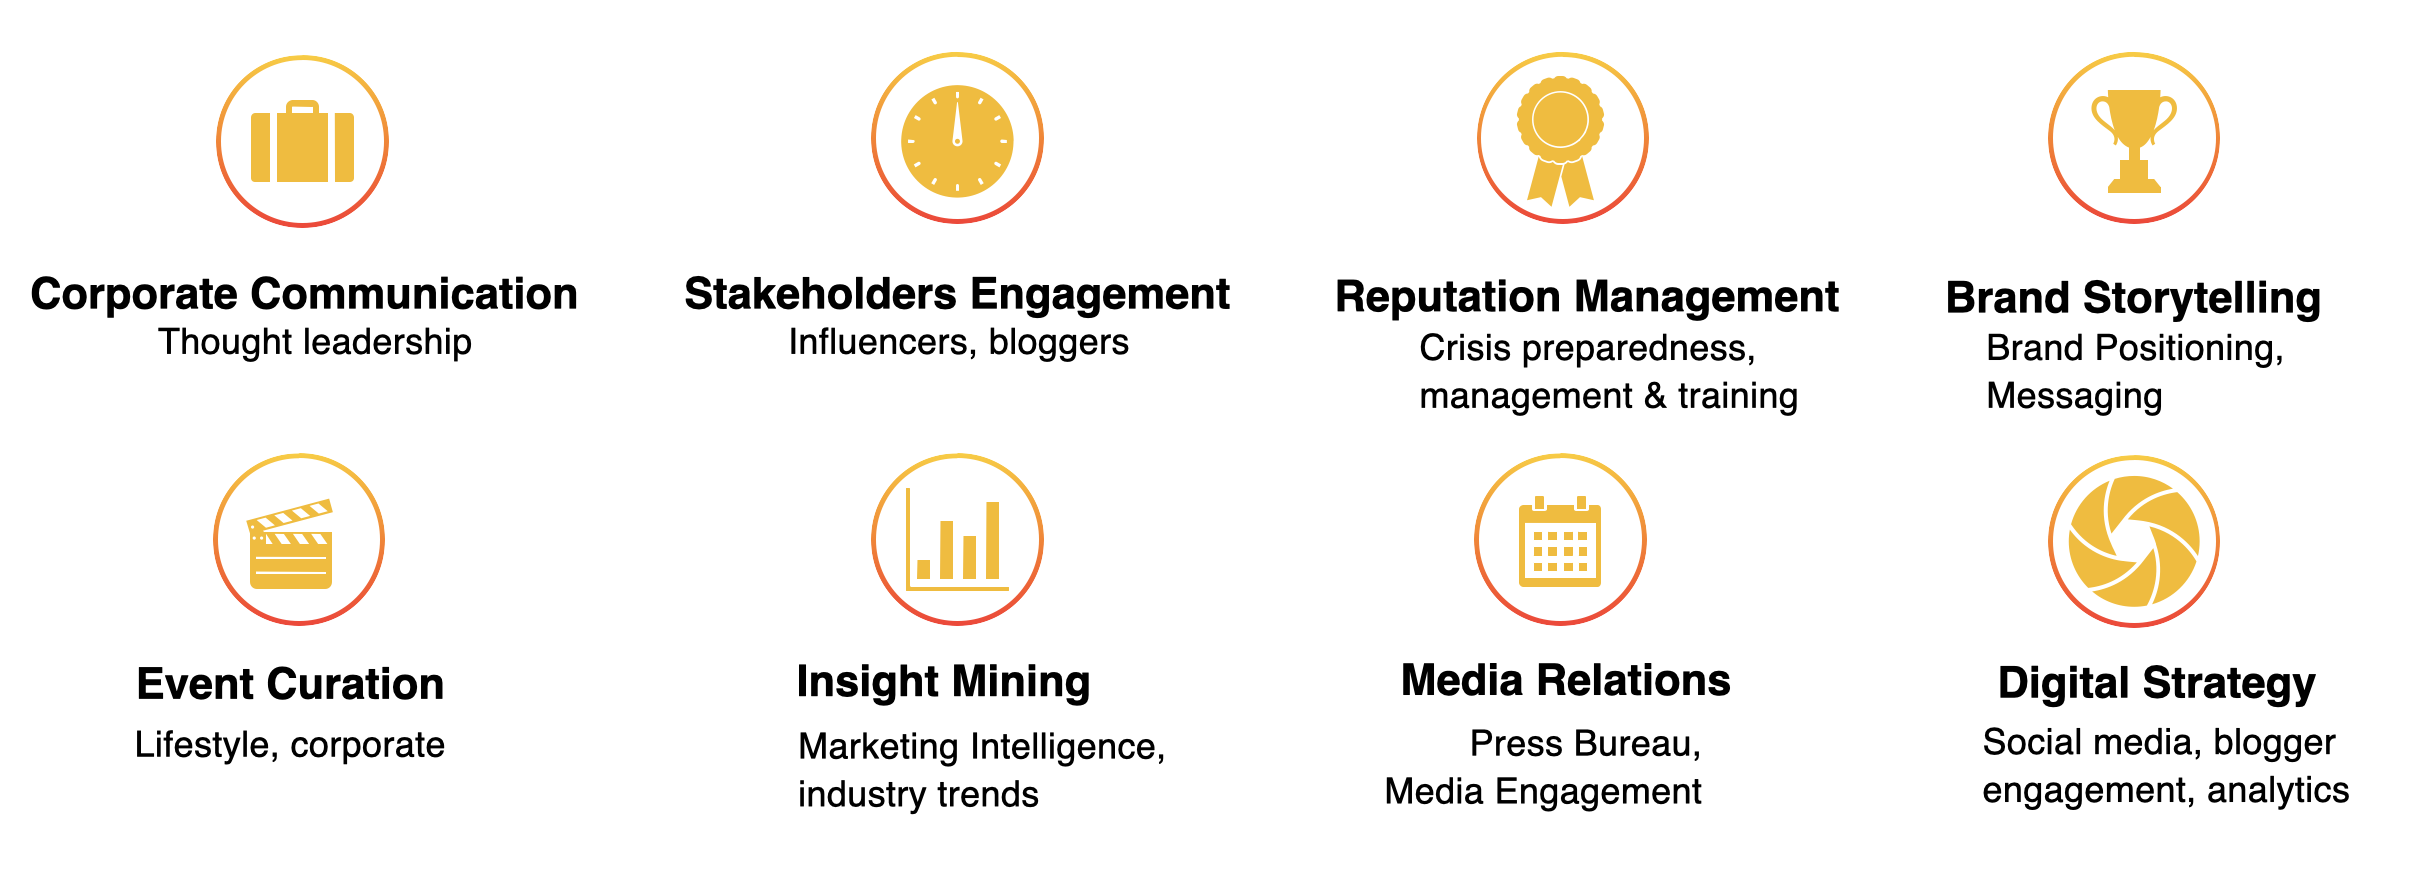 Corporate Communication
Thought leadership
Stakeholders Engagement
Influencers, bloggers
Reputation Management
Crisis preparedness,
management & training
Brand Storytelling
Brand Positioning,
Messaging
Event Curation
Lifestyle, corporate
Insight Mining
Marketing Intelligence,
industry trends
Media Relations
Press Bureau,
Media Engagement
Digital Strategy
Social media, blogger
engagement, analytics